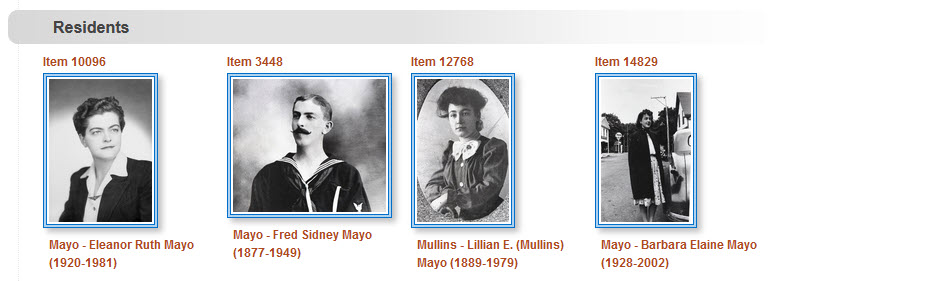 Residents
Item 10096
Item 3448
Item 12768
Item 14829
Mayo - Eleanor Ruth Mayo
(1920-1981)
Mayo - Fred Sidney Mayo
(1877-1949)
Mullins - Lillian E. (Mullins)
Mayo (1889-1979)
Mayo - Barbara Elaine Mayo
(1928-2002)